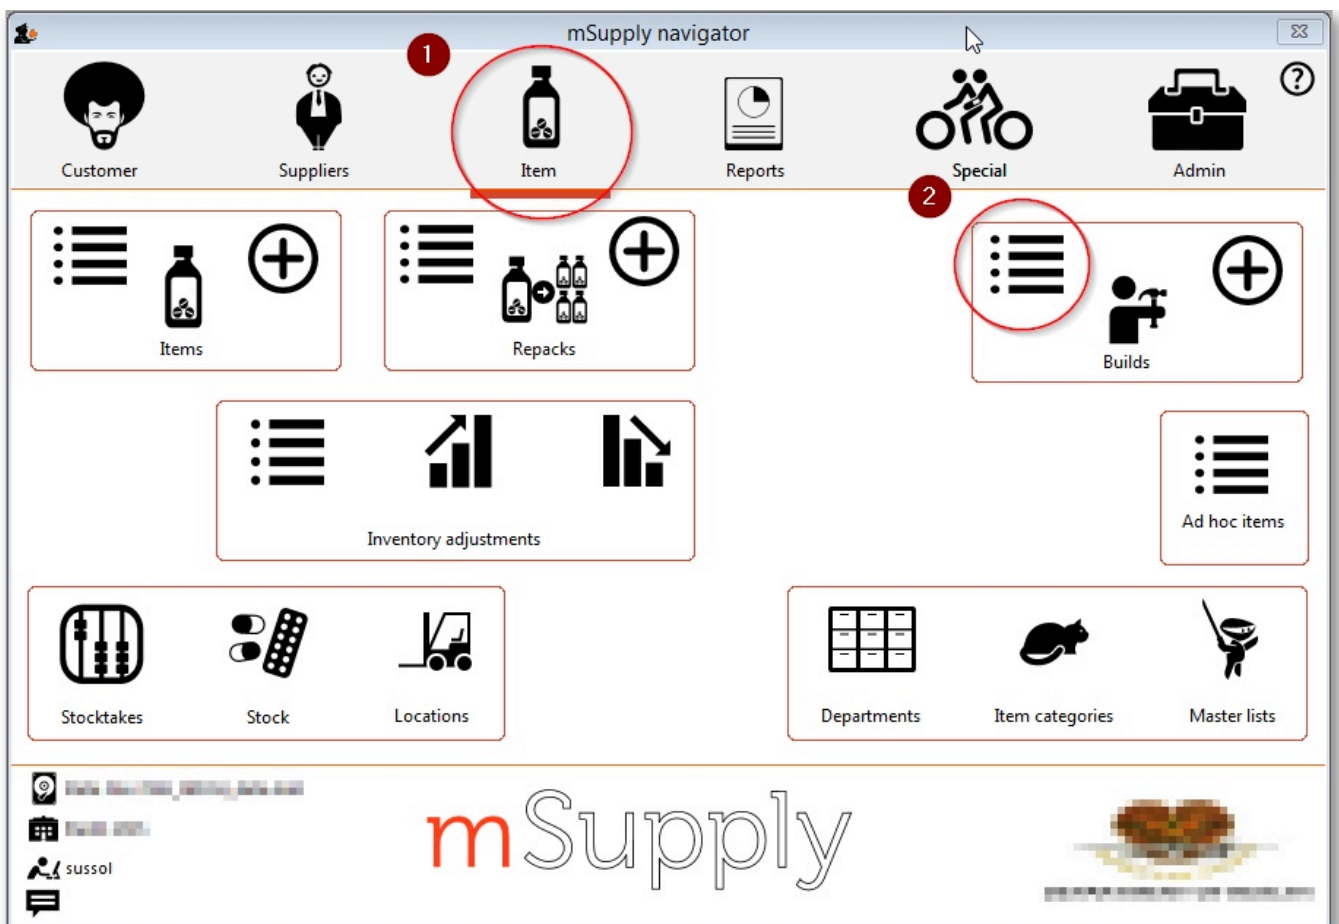 mSupply navigator
1
Customer
Suppliers
Item
Reports
Special
Admin
?
2
Items
Repacks
Builds
Inventory adjustments
Ad hoc items
Stocktakes
Stock
Locations
Departments
Item categories
Master lists
sussol
mSupply